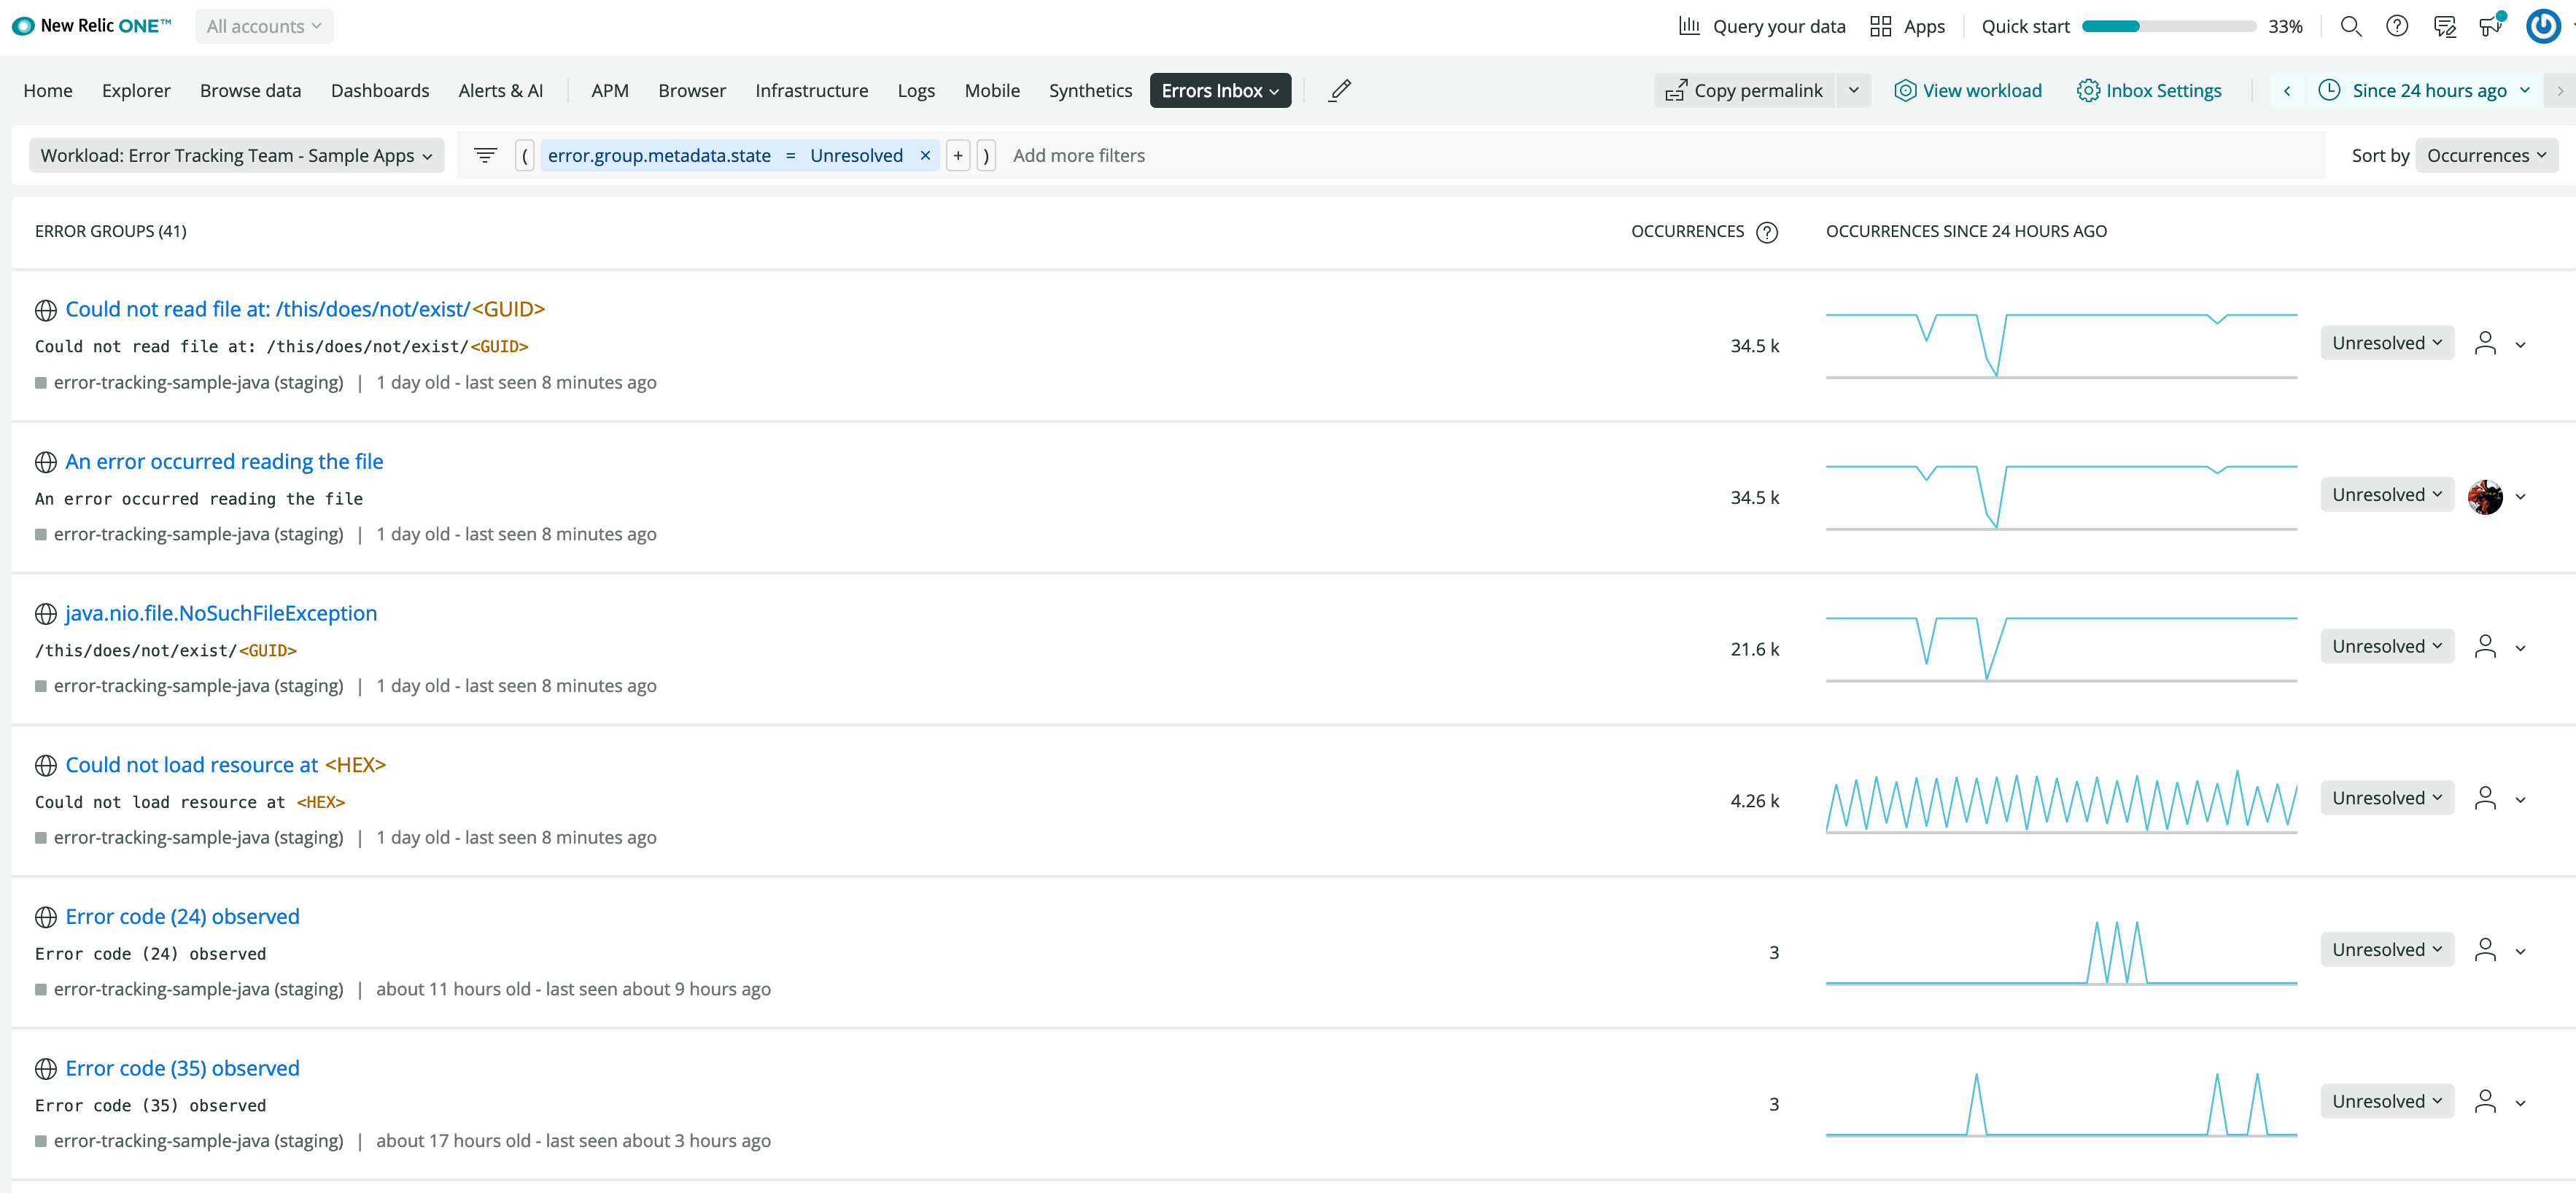 New Relic ONE™ All accounts Query your data Apps Quick start 33%
Home Explorer Browse data Dashboards Alerts & AI APM Browser Infrastructure Logs Mobile Synthetics Errors Inbox Copy permalink View workload Inbox Settings Since 24 hours ago
Workload: Error Tracking Team - Sample Apps ( error.group.metadata.state = Unresolved × + ) Add more filters Sort by Occurrences
ERROR GROUPS (41) OCCURRENCES ? OCCURRENCES SINCE 24 HOURS AGO
Could not read file at: /this/does/not/exist/<GUID>
Could not read file at: /this/does/not/exist/<GUID> 34.5 k Unresolved
error-tracking-sample-java (staging) | 1 day old - last seen 8 minutes ago
An error occurred reading the file
An error occurred reading the file 34.5 k Unresolved
error-tracking-sample-java (staging) | 1 day old - last seen 8 minutes ago
java.nio.file.NoSuchFileException
/this/does/not/exist/<GUID> 21.6 k Unresolved
error-tracking-sample-java (staging) | 1 day old - last seen 8 minutes ago
Could not load resource at <HEX>
Could not load resource at <HEX> 4.26 k Unresolved
error-tracking-sample-java (staging) | 1 day old - last seen 8 minutes ago
Error code (24) observed
Error code (24) observed 3 Unresolved
error-tracking-sample-java (staging) | about 11 hours old - last seen about 9 hours ago
Error code (35) observed
Error code (35) observed 3 Unresolved
error-tracking-sample-java (staging) | about 17 hours old - last seen about 3 hours ago